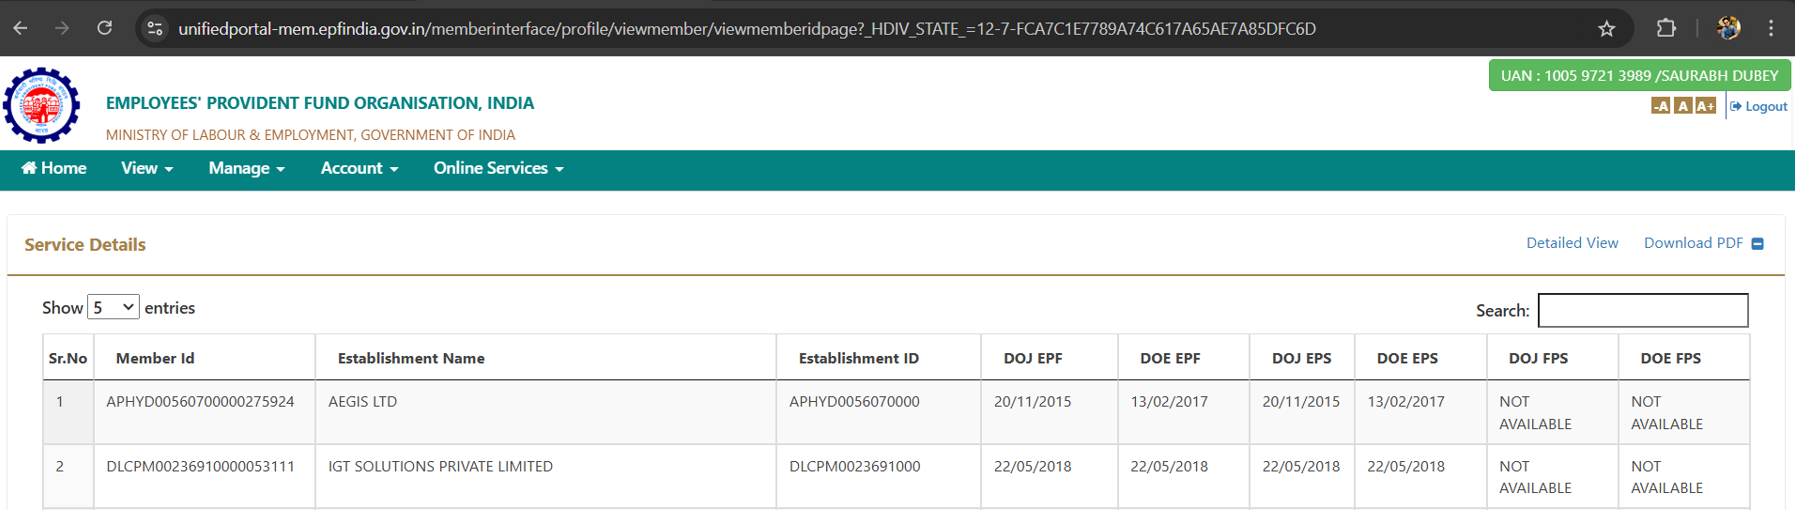 unifiedportal-mem.epfindia.gov.in/memberinterface/profile/viewmember/viewmemberidpage?_HDIV_STATE_=12-7-FCA7C1E7789A74C617A65AE7A85DFC6D
UAN : 1005 9721 3989 /SAURABH DUBEY
EMPLOYEES' PROVIDENT FUND ORGANISATION, INDIA
-A A A+ Logout
MINISTRY OF LABOUR & EMPLOYMENT, GOVERNMENT OF INDIA
Home View Manage Account Online Services
Service Details Detailed View Download PDF
Show 5 entries Search:
Sr.No Member Id Establishment Name Establishment ID DOJ EPF DOE EPF DOJ EPS DOE EPS DOJ FPS DOE FPS
1 APHYD00560700000275924 AEGIS LTD APHYD0056070000 20/11/2015 13/02/2017 20/11/2015 13/02/2017 NOT NOT
AVAILABLE AVAILABLE
2 DLCPM00236910000053111 IGT SOLUTIONS PRIVATE LIMITED DLCPM0023691000 22/05/2018 22/05/2018 22/05/2018 22/05/2018 NOT NOT
AVAILABLE AVAILABLE